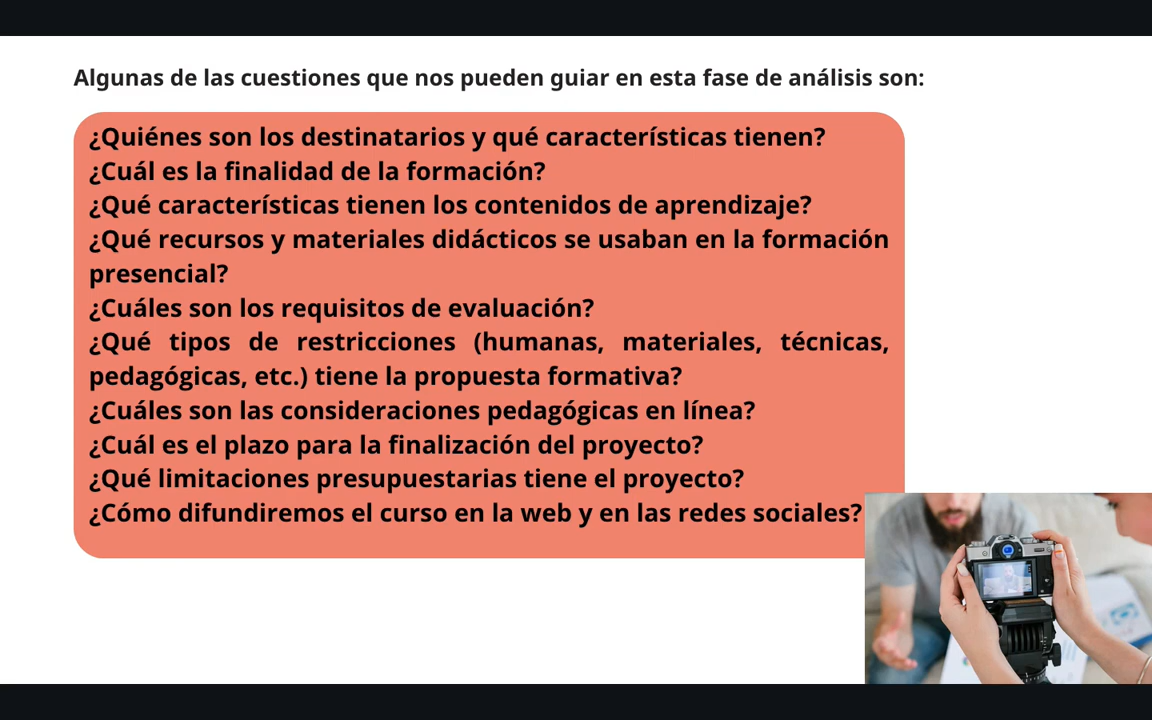 Algunas de las cuestiones que nos pueden guiar en esta fase de análisis son:
¿Quiénes son los destinatarios y qué características tienen?
¿Cuál es la finalidad de la formación?
¿Qué características tienen los contenidos de aprendizaje?
¿Qué recursos y materiales didácticos se usaban en la formación
presencial?
¿Cuáles son los requisitos de evaluación?
¿Qué tipos de restricciones (humanas, materiales, técnicas,
pedagógicas, etc.) tiene la propuesta formativa?
¿Cuáles son las consideraciones pedagógicas en línea?
¿Cuál es el plazo para la finalización del proyecto?
¿Qué limitaciones presupuestarias tiene el proyecto?
¿Cómo difundiremos el curso en la web y en las redes sociales?